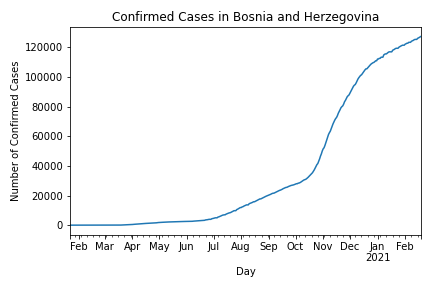 Confirmed Cases in Bosnia and Herzegovina
Number of Confirmed Cases
120000
100000
80000
60000
40000
20000
0
Feb Mar Apr May Jun Jul Aug Sep Oct Nov Dec Jan Feb
2021
Day